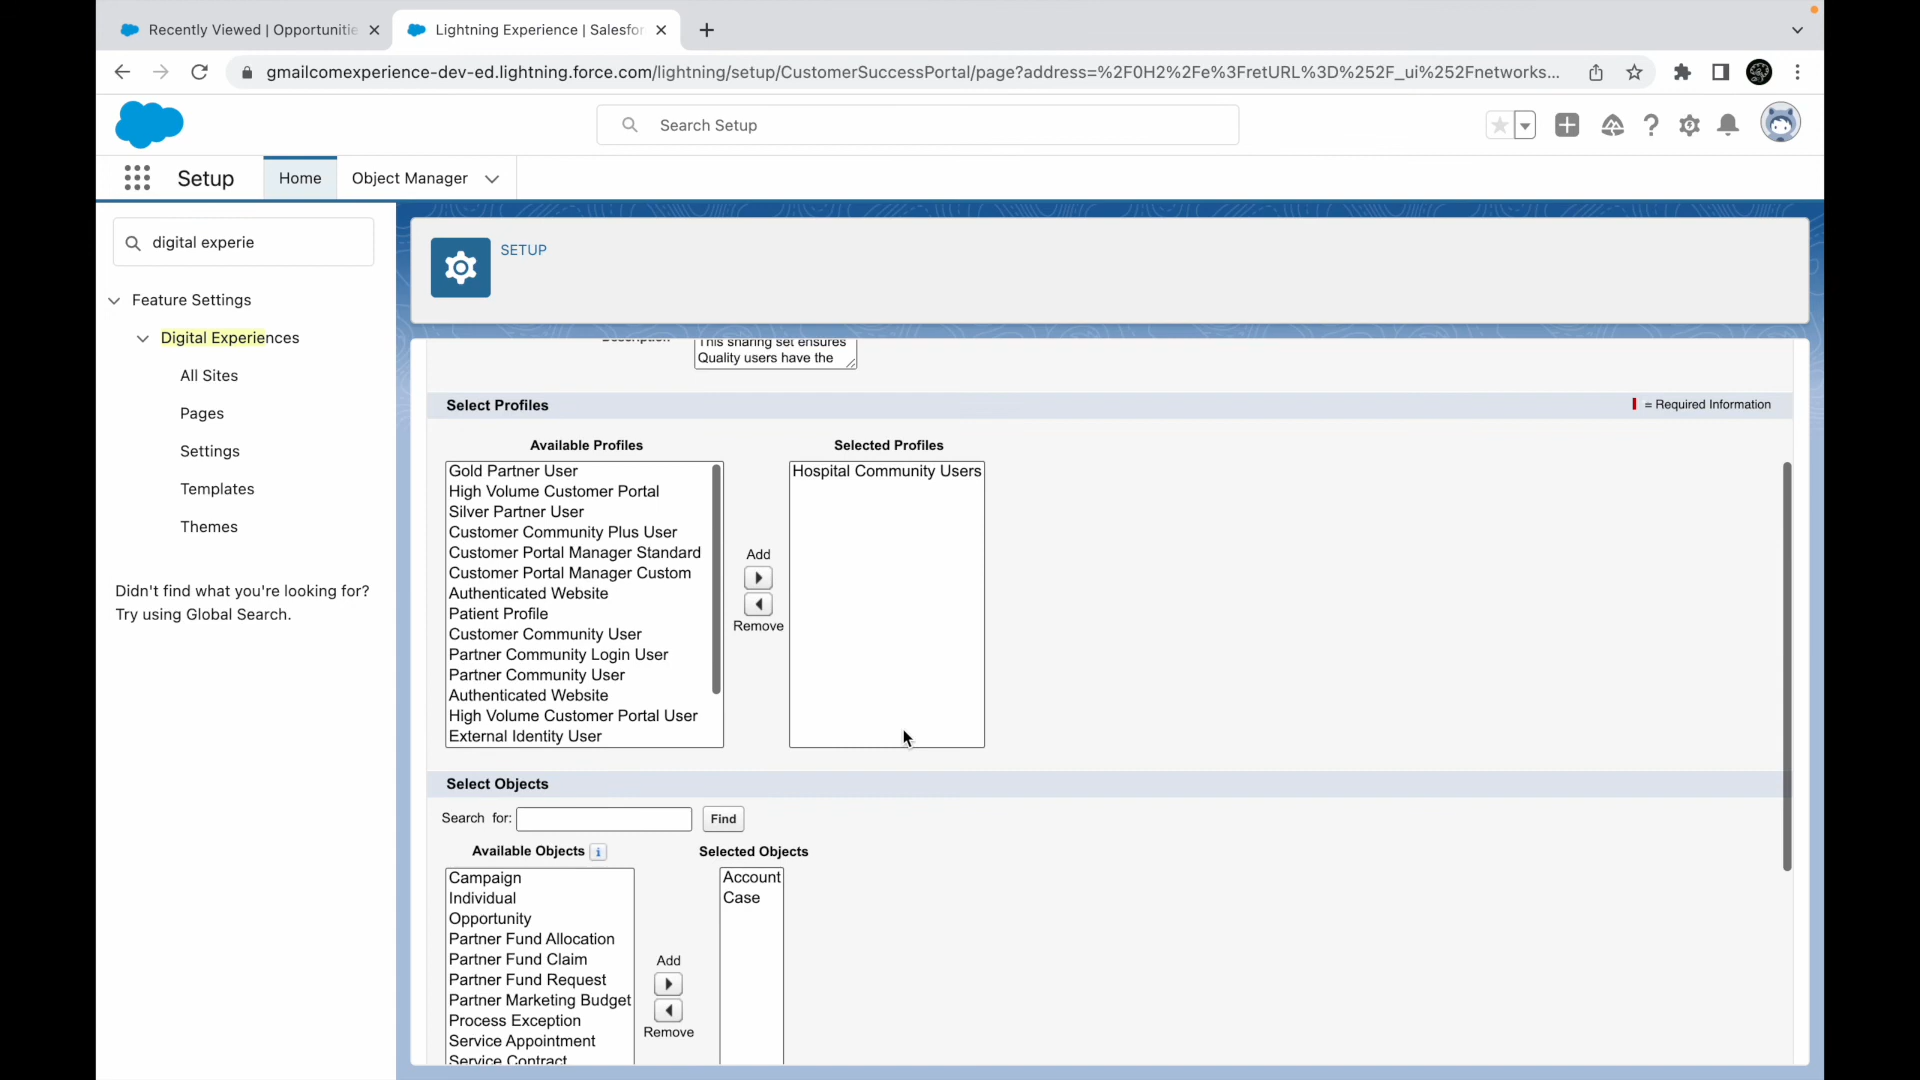 Recently Viewed | Opportunitie
Lightning Experience | Salesfor
gmailcomexperience-dev-ed.lightning.force.com/lightning/setup/CustomerSuccessPortal/page?address=%2F0H2%2Fe%3FretURL%3D%252F_ui%252Fnetworks...
Search Setup
Setup
Home
Object Manager
digital experie
Feature Settings
Digital Experiences
All Sites
Pages
Settings
Templates
Themes
Didn't find what you're looking for?
Try using Global Search.
SETUP
Description
This sharing set ensures
Quality users have the
Select Profiles
= Required Information
Available Profiles
Gold Partner User
High Volume Customer Portal
Silver Partner User
Customer Community Plus User
Customer Portal Manager Standard
Customer Portal Manager Custom
Authenticated Website
Patient Profile
Customer Community User
Partner Community Login User
Partner Community User
Authenticated Website
High Volume Customer Portal User
External Identity User
Add
Remove
Selected Profiles
Hospital Community Users
Select Objects
Search for:
Find
Available Objects
Campaign
Individual
Opportunity
Partner Fund Allocation
Partner Fund Claim
Partner Fund Request
Partner Marketing Budget
Process Exception
Service Appointment
Service Contract
Add
Remove
Selected Objects
Account
Case